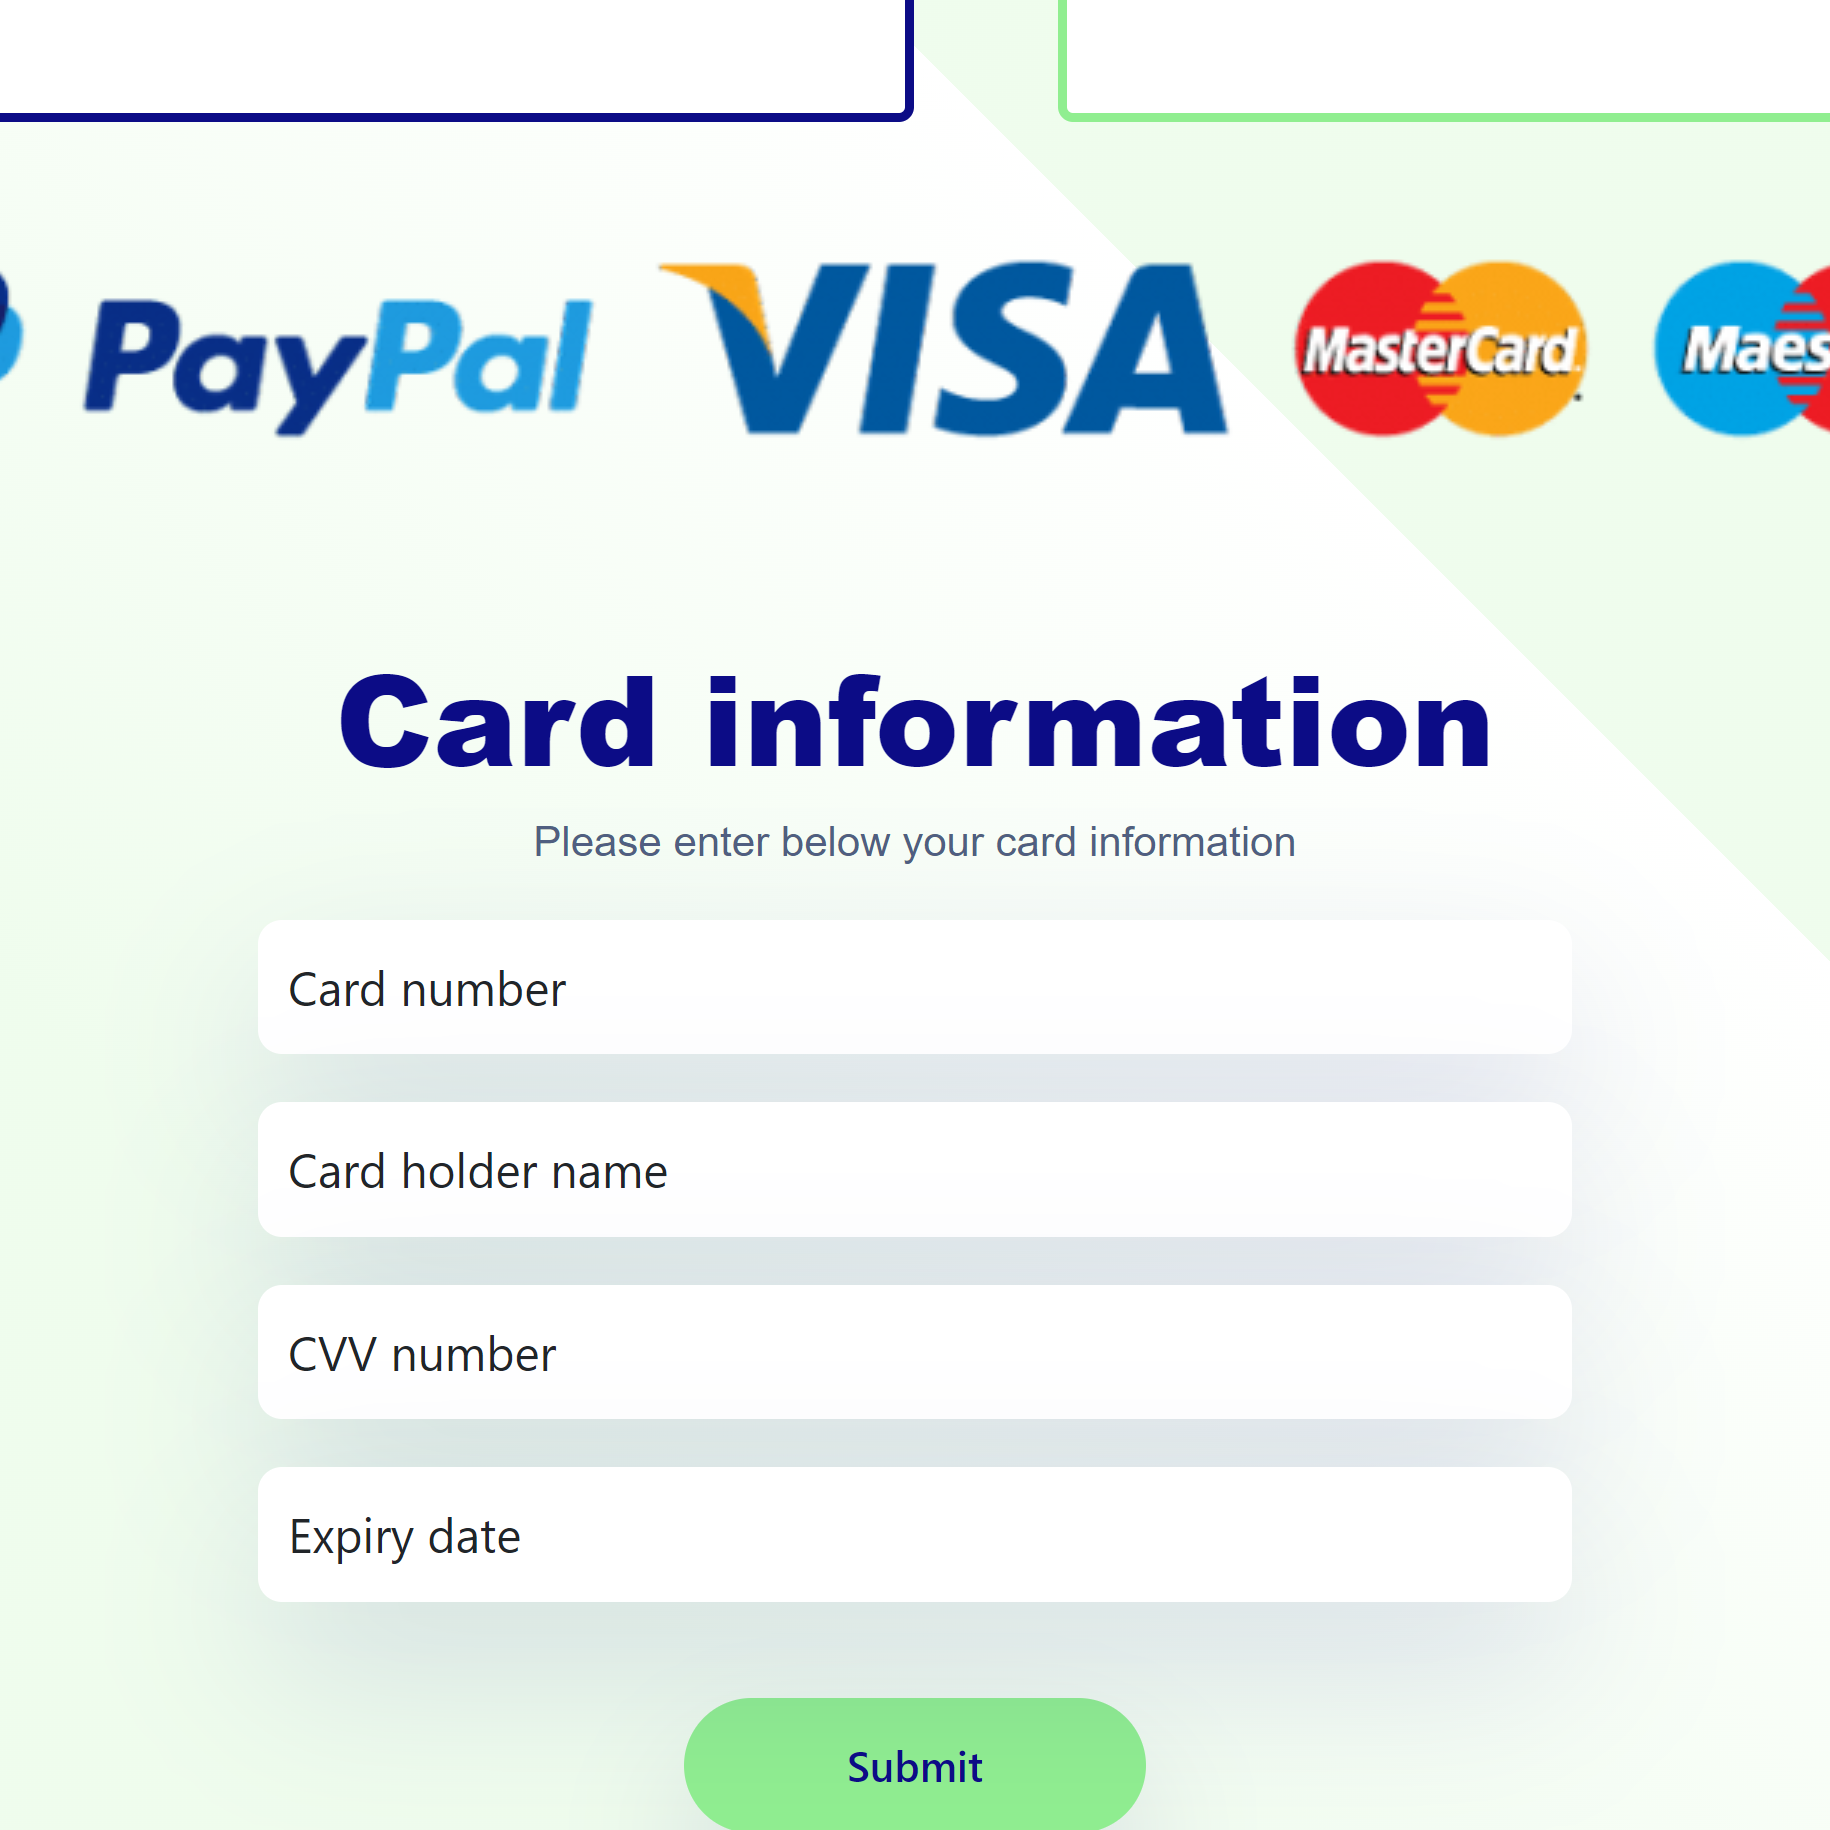 PayPal VISA MasterCard Maes
Card information
Please enter below your card information
Card number
Card holder name
CVV number
Expiry date
Submit